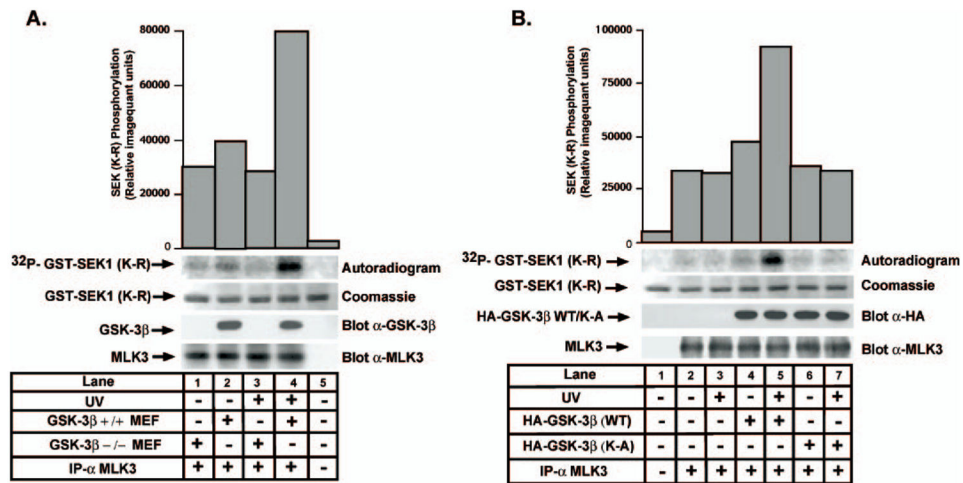 A.
80000
60000
40000
20000
0
SEK (K-R) Phosphorylation
(Relative imagequant units)
32P- GST-SEK1 (K-R)
Autoradiogram
GST-SEK1 (K-R)
Coomassie
GSK-3β
Blot α-GSK-3β
MLK3
Blot α-MLK3
Lane 1 2 3 4 5
UV - - + + -
GSK-3β +/+ MEF - + - + -
GSK-3β -/- MEF + - + - -
IP-α MLK3 + + + + -
B.
100000
75000
50000
25000
0
SEK (K-R) Phosphorylation
(Relative imagequant units)
32P- GST-SEK1 (K-R)
Autoradiogram
GST-SEK1 (K-R)
Coomassie
HA-GSK-3β WT/K-A
Blot α-HA
MLK3
Blot α-MLK3
Lane 1 2 3 4 5 6 7
UV - - + - + - +
HA-GSK-3β (WT) - - - + + - -
HA-GSK-3β (K-A) - - - - - + +
IP-α MLK3 - + + + + + +